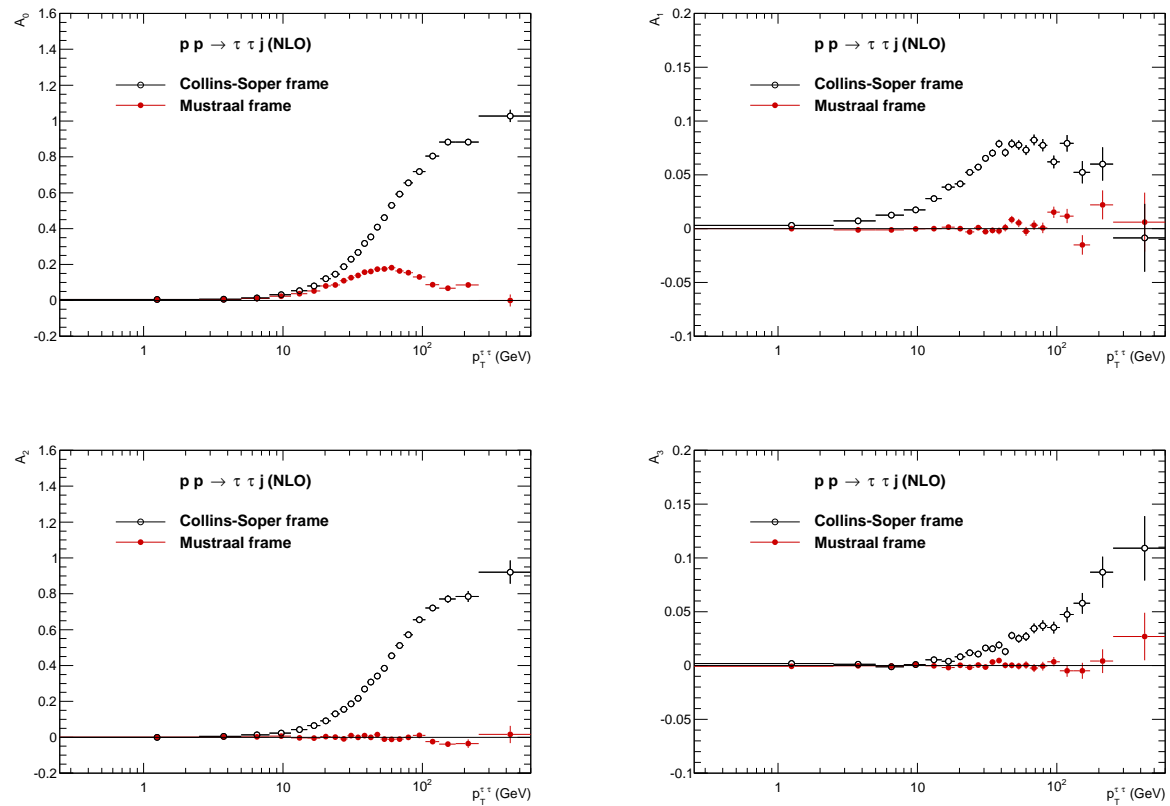 A₀
1.6
1.4
1.2
1
0.8
0.6
0.4
0.2
0
-0.2
p p → τ τ j (NLO)
Collins-Soper frame
Mustraal frame
1
10
10²
p_T^{τ τ} (GeV)
A₁
0.2
0.15
0.1
0.05
0
-0.05
-0.1
p p → τ τ j (NLO)
Collins-Soper frame
Mustraal frame
1
10
10²
p_T^{τ τ} (GeV)
A₂
1.6
1.4
1.2
1
0.8
0.6
0.4
0.2
0
-0.2
p p → τ τ j (NLO)
Collins-Soper frame
Mustraal frame
1
10
10²
p_T^{τ τ} (GeV)
A₃
0.2
0.15
0.1
0.05
0
-0.05
-0.1
p p → τ τ j (NLO)
Collins-Soper frame
Mustraal frame
1
10
10²
p_T^{τ τ} (GeV)